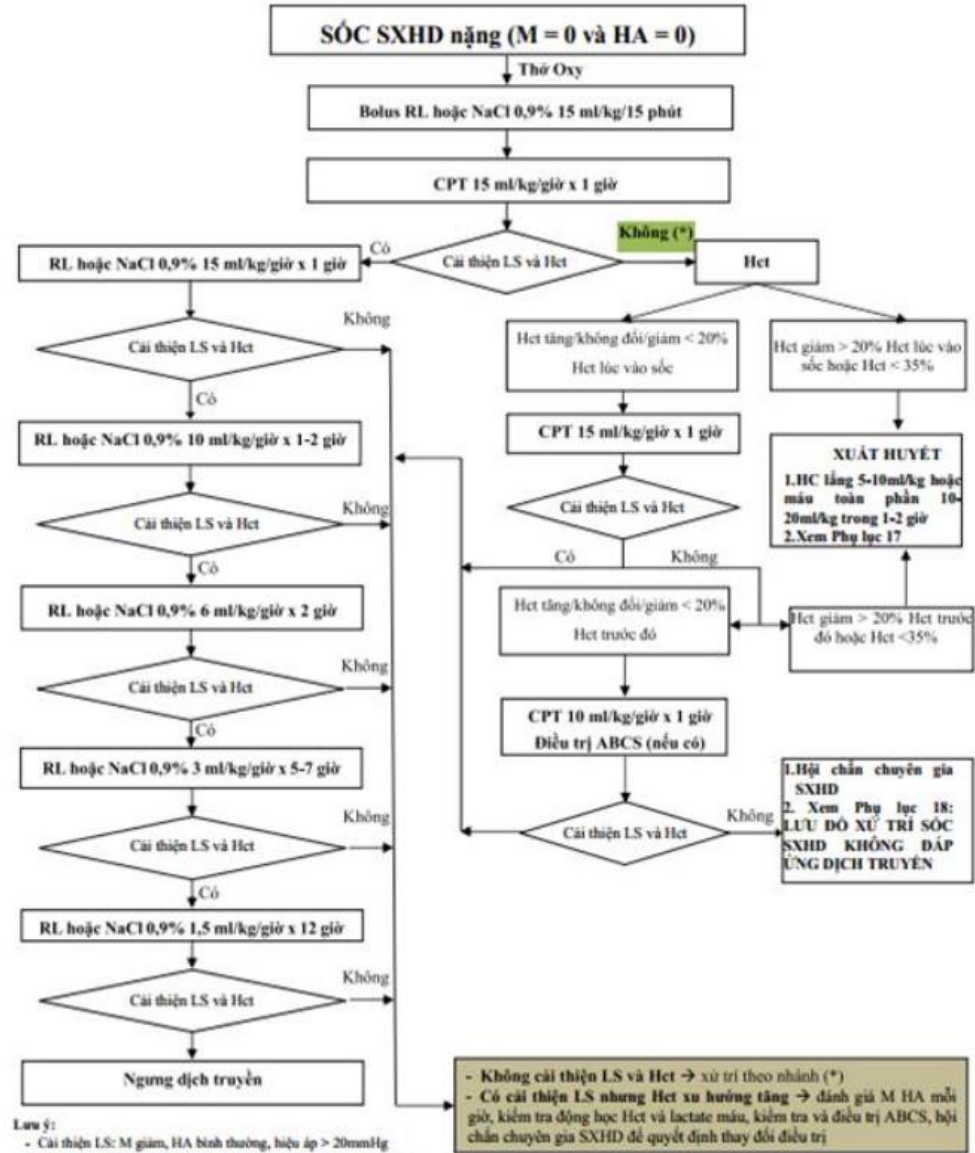 SỐC SXHD nặng (M = 0 và HA = 0)
Thở Oxy
Bolus RL hoặc NaCl 0,9% 15 ml/kg/15 phút
CPT 15 ml/kg/giờ x 1 giờ
Cải thiện LS và Hct
Có
Không (*)
RL hoặc NaCl 0,9% 15 ml/kg/giờ x 1 giờ
Hct
Cải thiện LS và Hct
Không
Có
RL hoặc NaCl 0,9% 10 ml/kg/giờ x 1-2 giờ
Cải thiện LS và Hct
Không
Có
RL hoặc NaCl 0,9% 6 ml/kg/giờ x 2 giờ
Cải thiện LS và Hct
Không
Có
RL hoặc NaCl 0,9% 3 ml/kg/giờ x 5-7 giờ
Cải thiện LS và Hct
Không
Có
RL hoặc NaCl 0,9% 1,5 ml/kg/giờ x 12 giờ
Cải thiện LS và Hct
Không
Ngưng dịch truyền
Hct tăng/không đổi/giảm < 20%
Hct lúc vào sốc
CPT 15 ml/kg/giờ x 1 giờ
Cải thiện LS và Hct
Có
Không
Hct tăng/không đổi/giảm < 20%
Hct trước đó
CPT 10 ml/kg/giờ x 1 giờ
Điều trị ABCS (nếu có)
Cải thiện LS và Hct
Không
Hct giảm > 20% Hct lúc vào
sốc hoặc Hct < 35%
XUẤT HUYẾT
1.HC lắng 5-10ml/kg hoặc
máu toàn phần 10-
20ml/kg trong 1-2 giờ
2.Xem Phụ lục 17
Hct giảm > 20% Hct trước
đó hoặc Hct <35%
1.Hội chẩn chuyên gia
SXHD
2. Xem Phụ lục 18:
LƯU ĐỒ XỬ TRÍ SỐC
SXHD KHÔNG ĐÁP
ỨNG DỊCH TRUYỀN
- Không cải thiện LS và Hct → xử trí theo nhánh (*)
- Có cải thiện LS nhưng Hct xu hướng tăng → đánh giá M HA mỗi
giờ, kiểm tra động học Hct và lactate máu, kiểm tra và điều trị ABCS, hội
chẩn chuyên gia SXHD để quyết định thay đổi điều trị
Lưu ý:
- Cải thiện LS: M giảm, HA bình thường, hiệu áp > 20mmHg